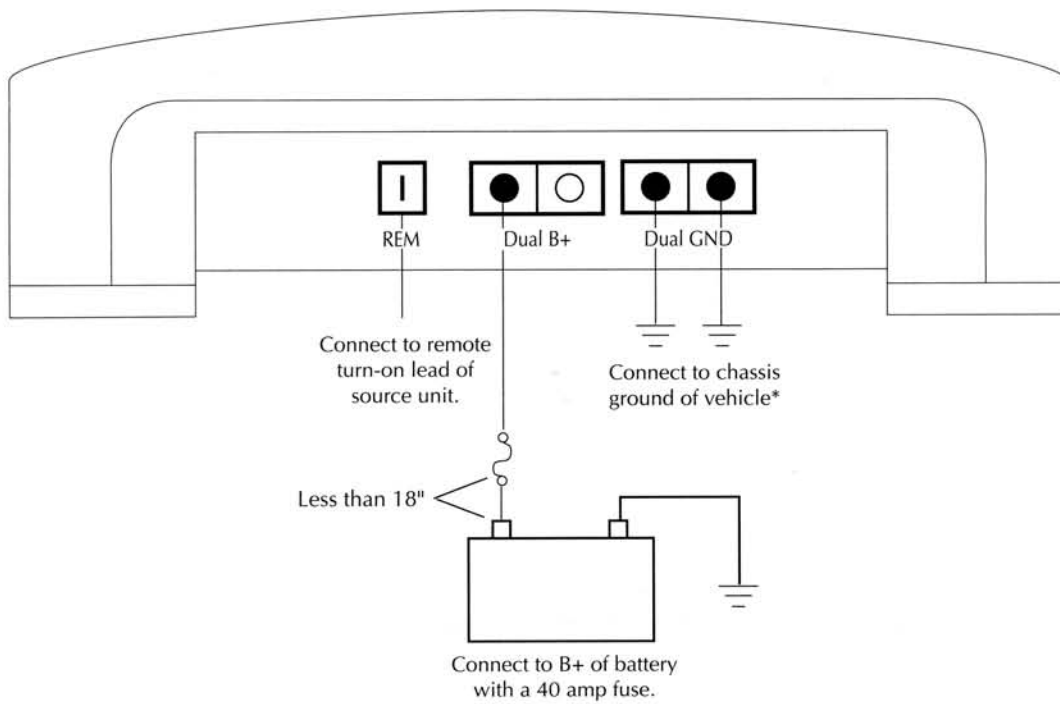 REM
Dual B+
Dual GND
Connect to remote
turn-on lead of
source unit.
Connect to chassis
ground of vehicle*
Less than 18"
Connect to B+ of battery
with a 40 amp fuse.